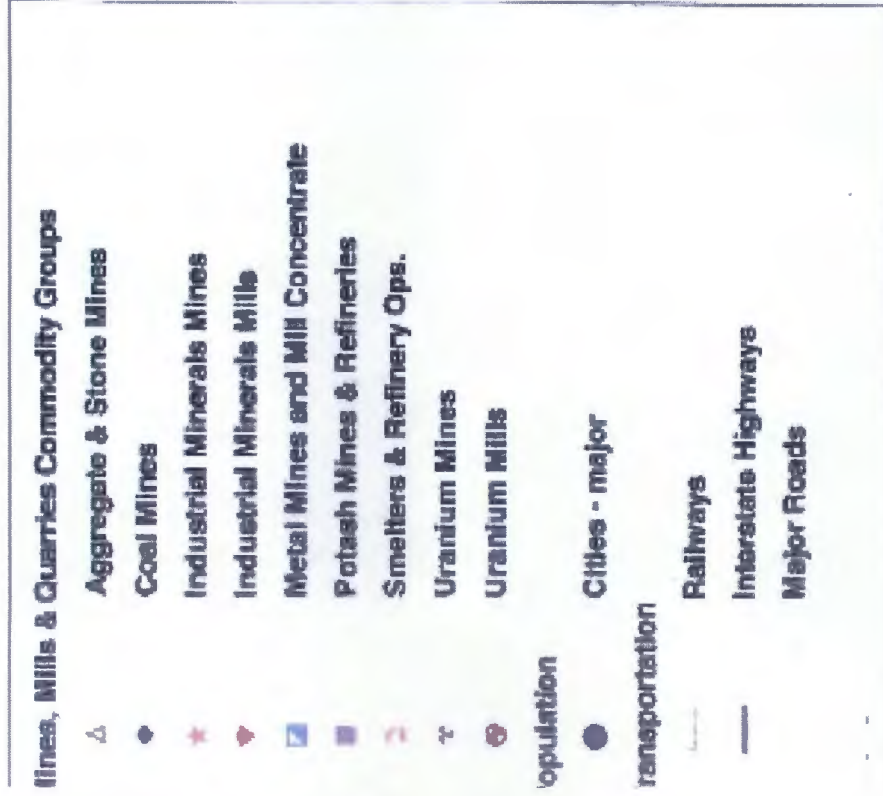 lines, Mills & Quarries Commodity Groups
Aggregate & Stone Mines
Coal Mines
Industrial Minerals Mines
Industrial Minerals Mills
Metal Mines and Mill Concentrate
Potash Mines & Refineries
Smelters & Refinery Ops.
Uranium Mines
Uranium Mills
opulation
Cities - major
ransportation
Railways
Interstate Highways
Major Roads